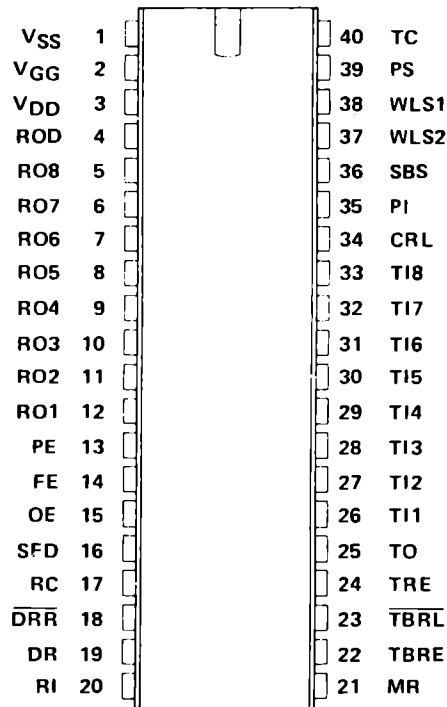 VSS 1 40 TC
VGG 2 39 PS
VDD 3 38 WLS1
ROD 4 37 WLS2
RO8 5 36 SBS
RO7 6 35 PI
RO6 7 34 CRL
RO5 8 33 TI8
RO4 9 32 TI7
RO3 10 31 TI6
RO2 11 30 TI5
RO1 12 29 TI4
PE 13 28 TI3
FE 14 27 TI2
OE 15 26 TI1
SFD 16 25 TO
RC 17 24 TRE
D̅R̅R̅ 18 23 T̅B̅R̅L̅
DR 19 22 TBRE
RI 20 21 MR